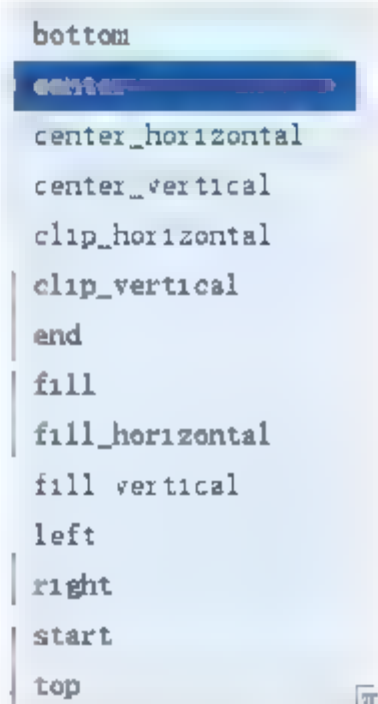 bottom
center
center_horizontal
center_vertical
clip_horizontal
clip_vertical
end
fill
fill_horizontal
fill vertical
left
right
start
top